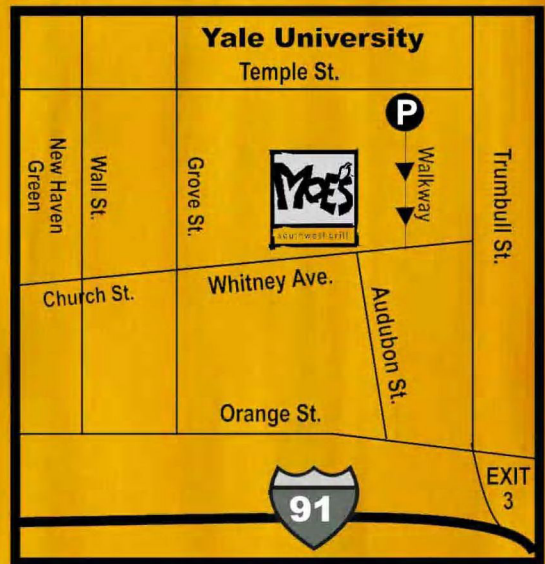 Yale University
Temple St.
P
New Haven
Green
Wall St.
Grove St.
MOE'S
southwest grill
Walkway
Trumbull St.
Church St.
Whitney Ave.
Audubon St.
Orange St.
EXIT
3
91